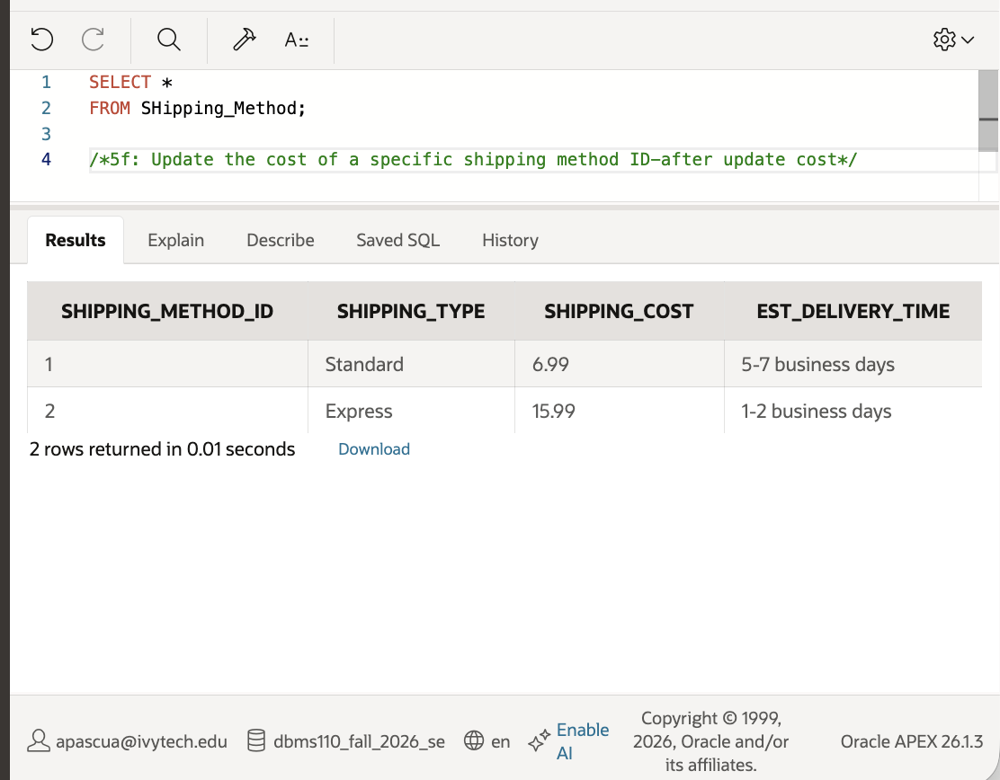 A
1 SELECT *
2 FROM SHipping_Method;
3
4 /*5f: Update the cost of a specific shipping method ID-after update cost*/
Results Explain Describe Saved SQL History
SHIPPING_METHOD_ID SHIPPING_TYPE SHIPPING_COST EST_DELIVERY_TIME
1 Standard 6.99 5-7 business days
2 Express 15.99 1-2 business days
2 rows returned in 0.01 seconds Download
apascua@ivytech.edu dbms110_fall_2026_se en Enable
AI
Copyright © 1999,
2026, Oracle and/or
its affiliates.
Oracle APEX 26.1.3